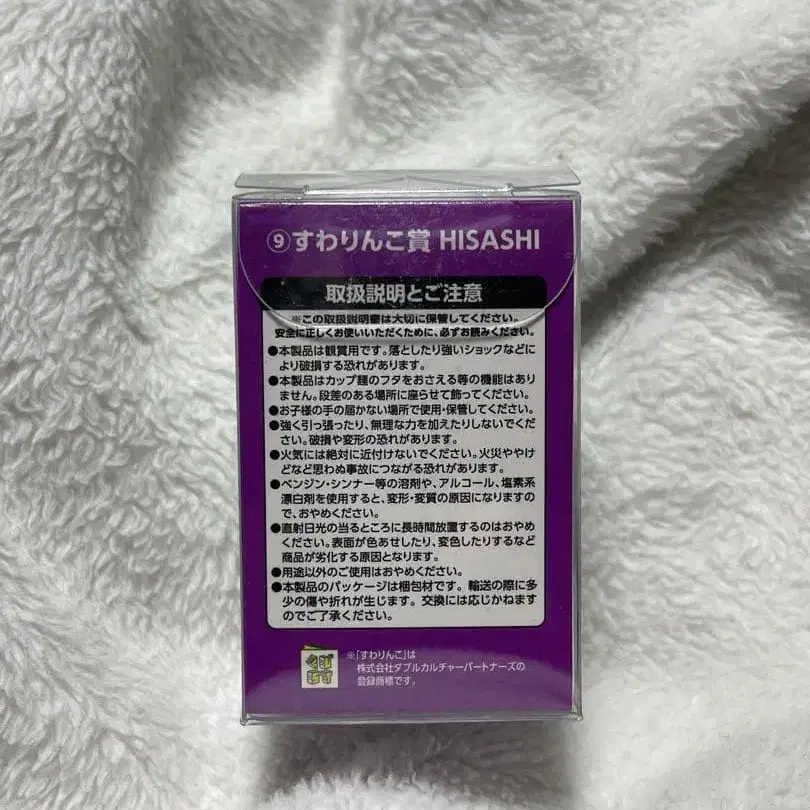 ⑨すわりんこ賞 HISASHI
取扱説明とご注意
※この取扱説明書は大切に保管してください。
安全に正しくお使いいただくために、必ずお読みください。
●本製品は観賞用です。落としたり強いショックなどに
より破損する恐れがあります。
●本製品はカップ麺のフタをおさえる等の機能はあり
ません。段差のある場所に座らせて飾ってください。
●お子様の手の届かない場所で使用・保管してください。
●強く引っ張ったり、無理な力を加えたりしないでくだ
さい。破損や変形の恐れがあります。
●火気には絶対に近付けないでください。火災ややけ
どなど思わぬ事故につながる恐れがあります。
●ベンジン・シンナー等の溶剤や、アルコール、塩素系
漂白剤を使用すると、変形・変質の原因になりますの
で、おやめください。
●直射日光の当るところに長時間放置するのはおやめ
ください。表面が色あせしたり、変色したりするなど
商品が劣化する原因となります。
●用途以外のご使用はおやめください。
●本製品のパッケージは梱包材です。輸送の際に多
少の傷や折れが生じます。交換には応じかねます
のでご了承ください。
※「すわりんこ」は
株式会社ダブルカルチャーパートナーズの
登録商標です。